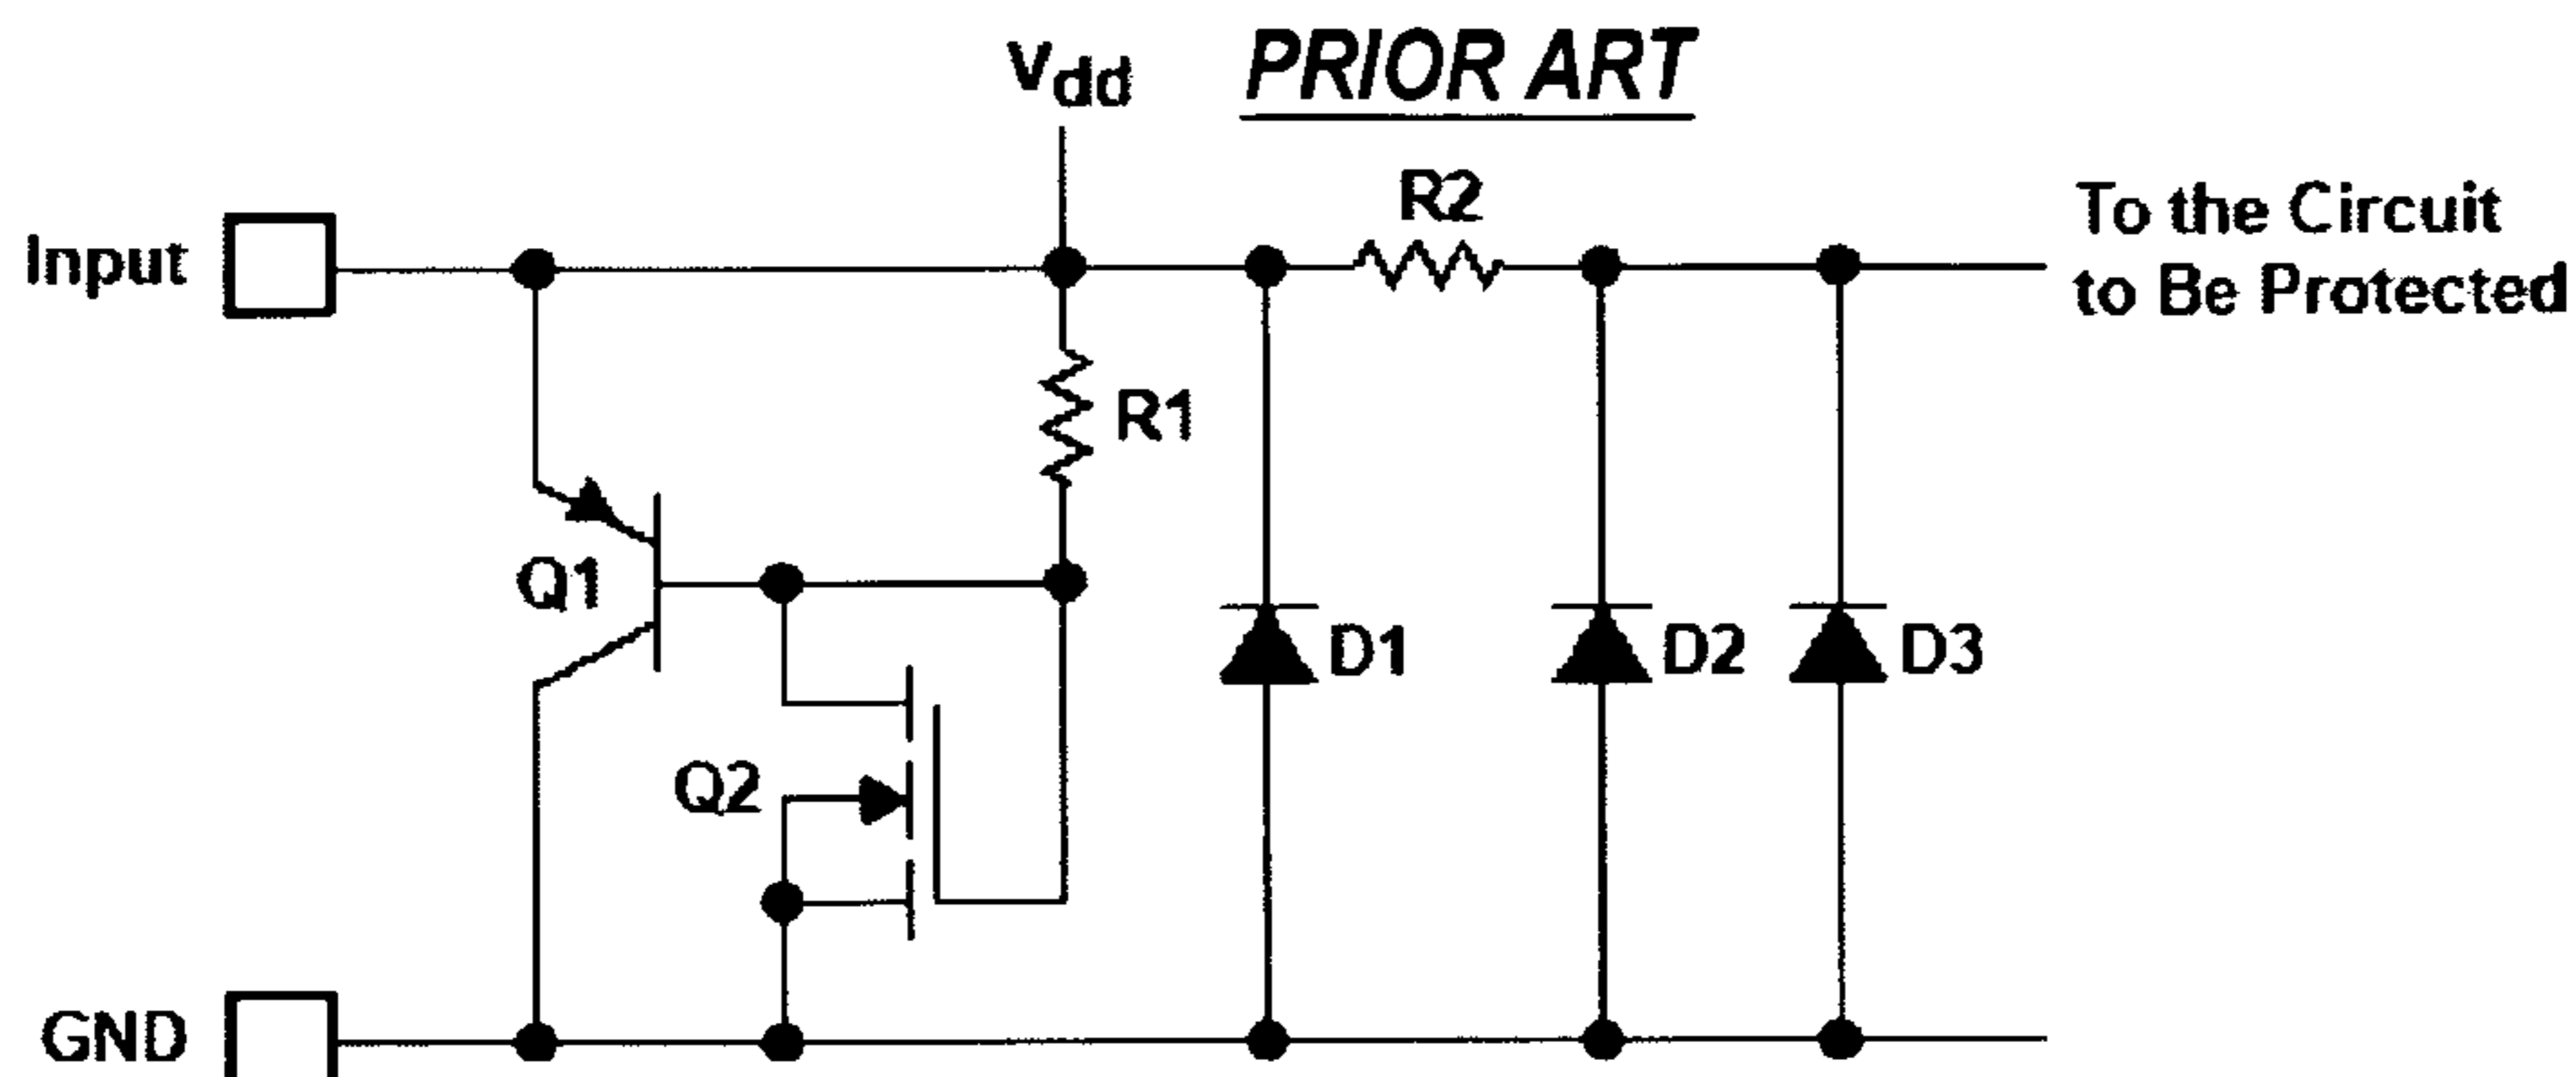 Vdd
PRIOR ART
R2
Input
To the Circuit
to Be Protected
R1
Q1
D1
D2
D3
Q2
GND